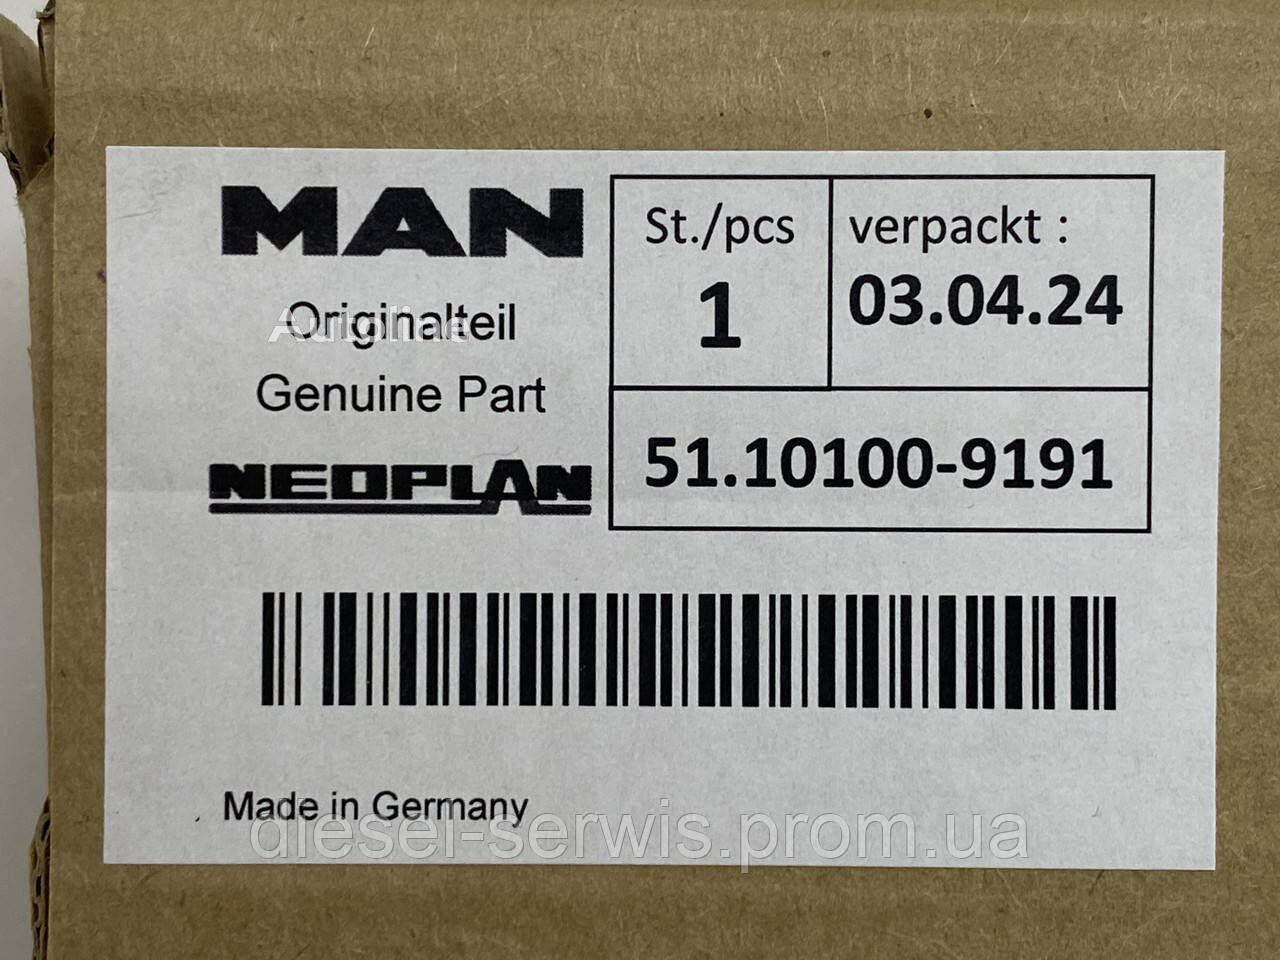 MAN
Originalteil
Autoline
Genuine Part
NEOPLAN
St./pcs
1
verpackt :
03.04.24
51.10100-9191
Made in Germany
diesel-serwis.prom.ua